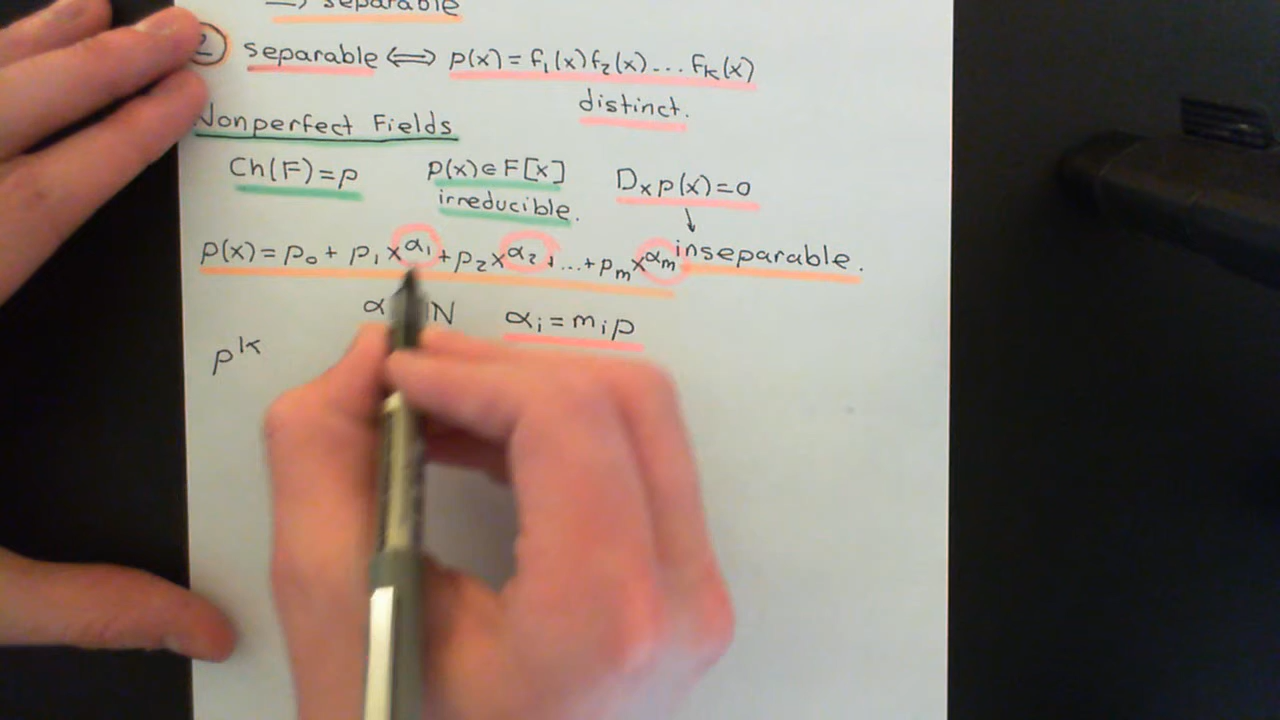 => separable
2 separable <=> p(x) = f₁(x)f₂(x)...fₖ(x)
distinct.
Nonperfect Fields
Ch(F)=p p(x)∈F[x] Dₓp(x)=0
irreducible. ↓
p(x) = p₀ + p₁x^α₁ + p₂x^α₂ + ... + pₘx^αₘ inseparable.
α ℕ αᵢ = mᵢp
p^k